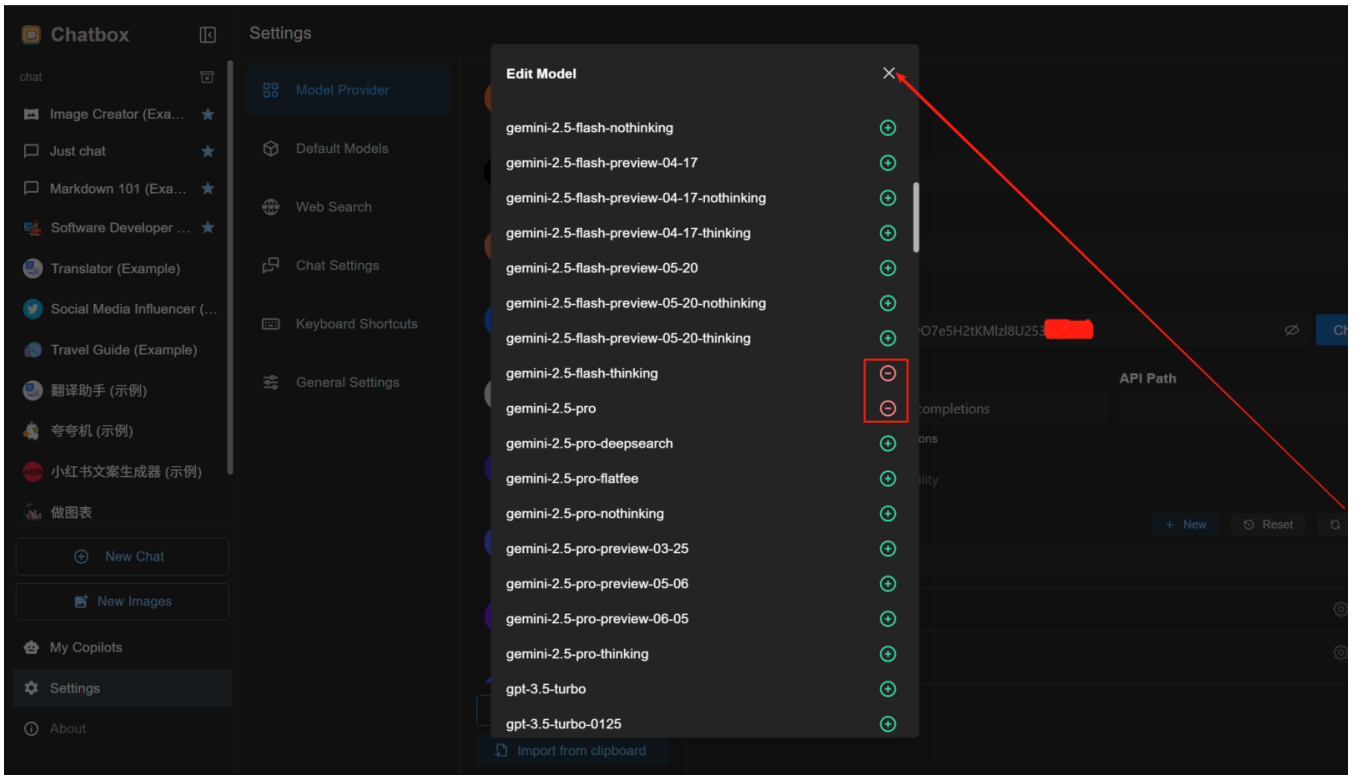 Chatbox
chat
Image Creator (Exa...
Just chat
Markdown 101 (Exa...
Software Developer ...
Translator (Example)
Social Media Influencer (...
Travel Guide (Example)
翻译助手 (示例)
夸夸机 (示例)
小红书文案生成器 (示例)
做图表
New Chat
New Images
My Copilots
Settings
About
Settings
Model Provider
Default Models
Web Search
Chat Settings
Keyboard Shortcuts
General Settings
Edit Model
gemini-2.5-flash-nothinking
gemini-2.5-flash-preview-04-17
gemini-2.5-flash-preview-04-17-nothinking
gemini-2.5-flash-preview-04-17-thinking
gemini-2.5-flash-preview-05-20
gemini-2.5-flash-preview-05-20-nothinking
gemini-2.5-flash-preview-05-20-thinking
gemini-2.5-flash-thinking
gemini-2.5-pro
gemini-2.5-pro-deepsearch
gemini-2.5-pro-flatfee
gemini-2.5-pro-nothinking
gemini-2.5-pro-preview-03-25
gemini-2.5-pro-preview-05-06
gemini-2.5-pro-preview-06-05
gemini-2.5-pro-thinking
gpt-3.5-turbo
gpt-3.5-turbo-0125
Import from clipboard
Ch
API Path
completions
ons
ility
+ New
Reset